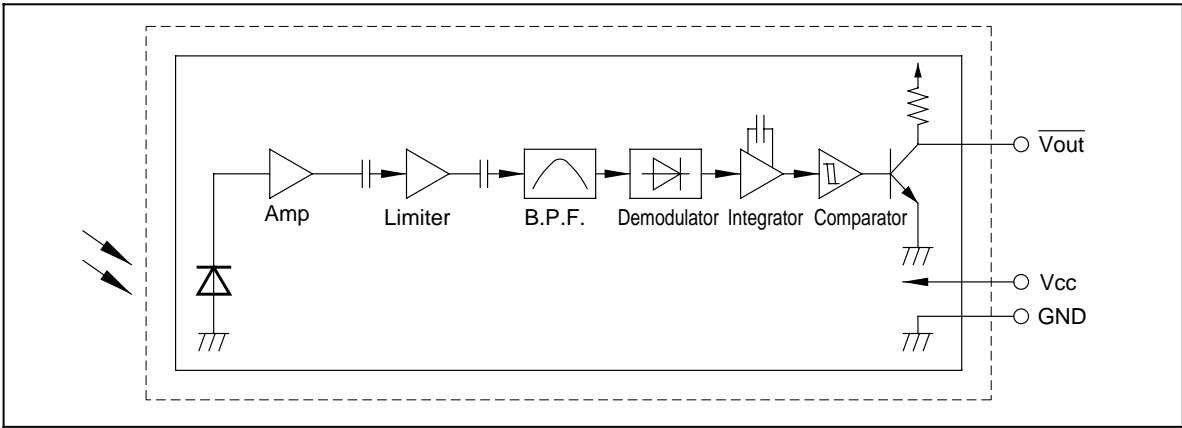 Amp
Limiter
B.P.F.
Demodulator
Integrator
Comparator
Vout
Vcc
GND